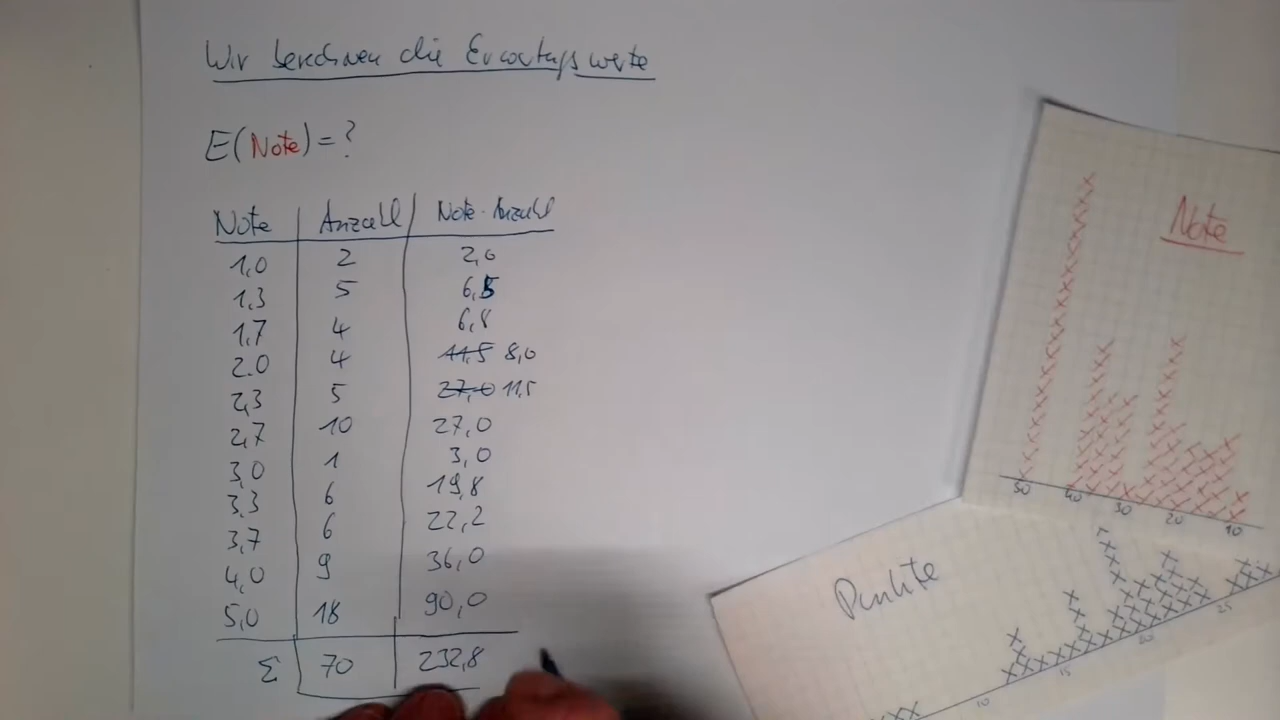 Wir berechnen die Erwartungswerte
E(Note) = ?
Note Anzahl Note · Anzahl
1,0 2 2,0
1,3 5 6,5
1,7 4 6,8
2.0 4 11,5 8,0
2,3 5 27,0 11,5
2,7 10 27,0
3,0 1 3,0
3,3 6 19,8
3,7 6 22,2
4,0 9 36,0
5,0 18 90,0
Σ 70 232,8
Note
50 40 30 20 10
Punkte
10 15 20 25